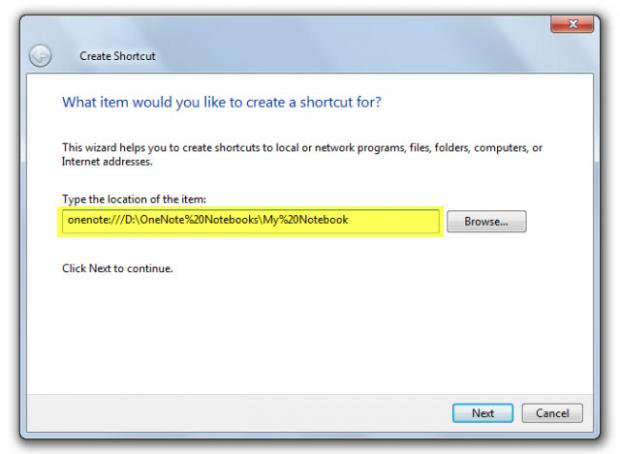 Create Shortcut
What item would you like to create a shortcut for?
This wizard helps you to create shortcuts to local or network programs, files, folders, computers, or
Internet addresses.
Type the location of the item:
onenote:///D:\OneNote%20Notebooks\My%20Notebook
Browse...
Click Next to continue.
Next
Cancel